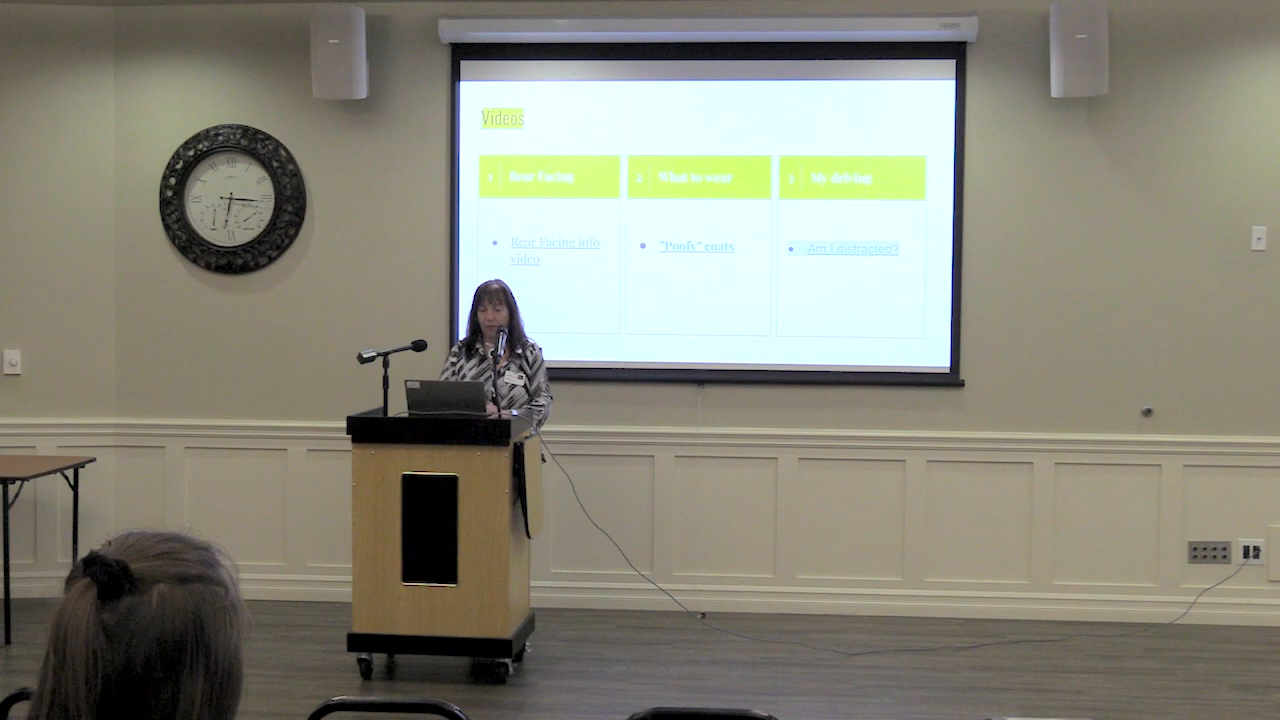 Videos
1 Rear Facing
2 What to wear
3 My driving
• Rear Facing info
video
• "Poofy" coats
• Am I distracted?